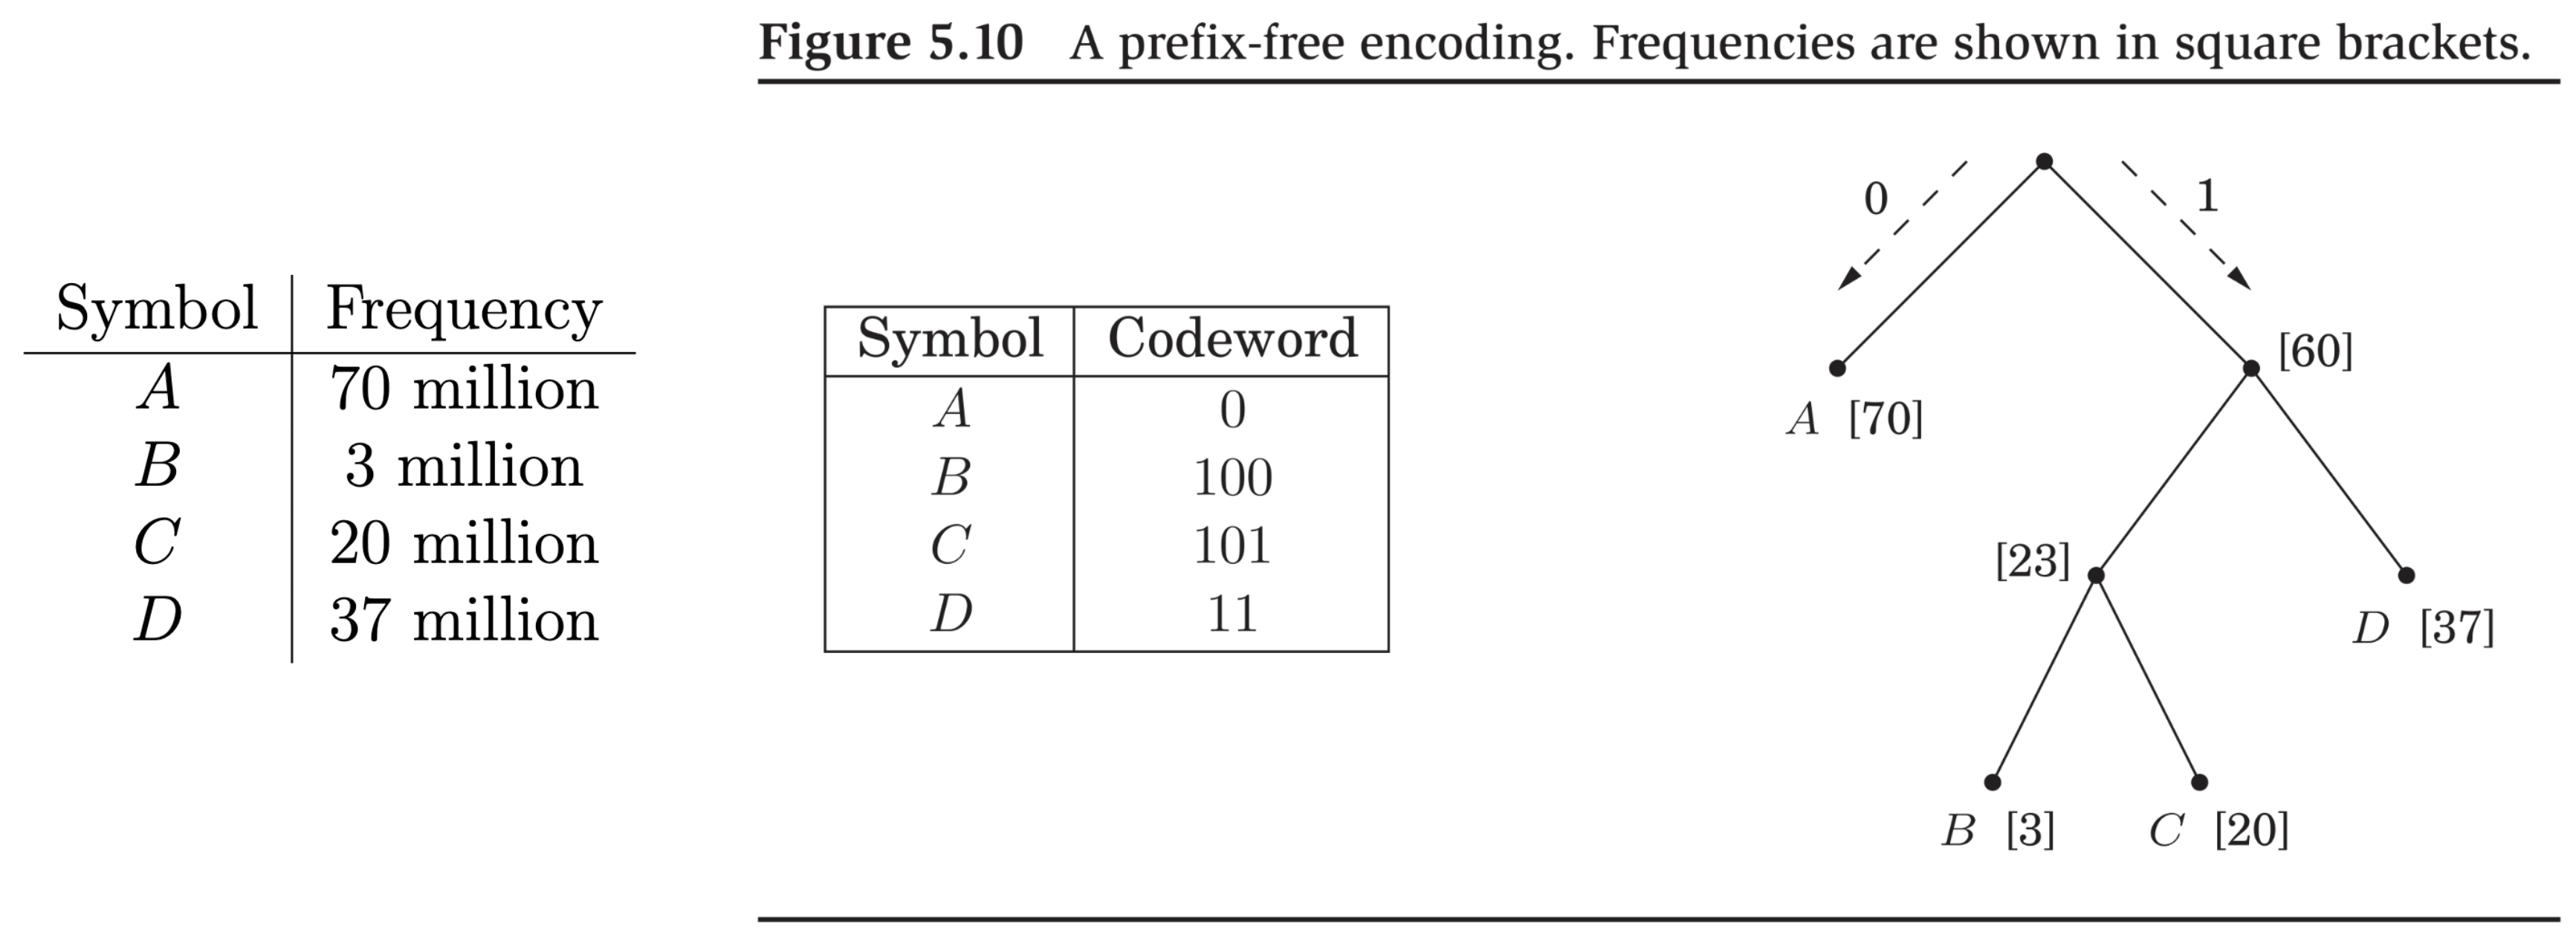 Figure 5.10 A prefix-free encoding. Frequencies are shown in square brackets.
Symbol Frequency
A 70 million
B 3 million
C 20 million
D 37 million
Symbol Codeword
A 0
B 100
C 101
D 11
0 1
[60]
A [70]
[23]
D [37]
B [3] C [20]